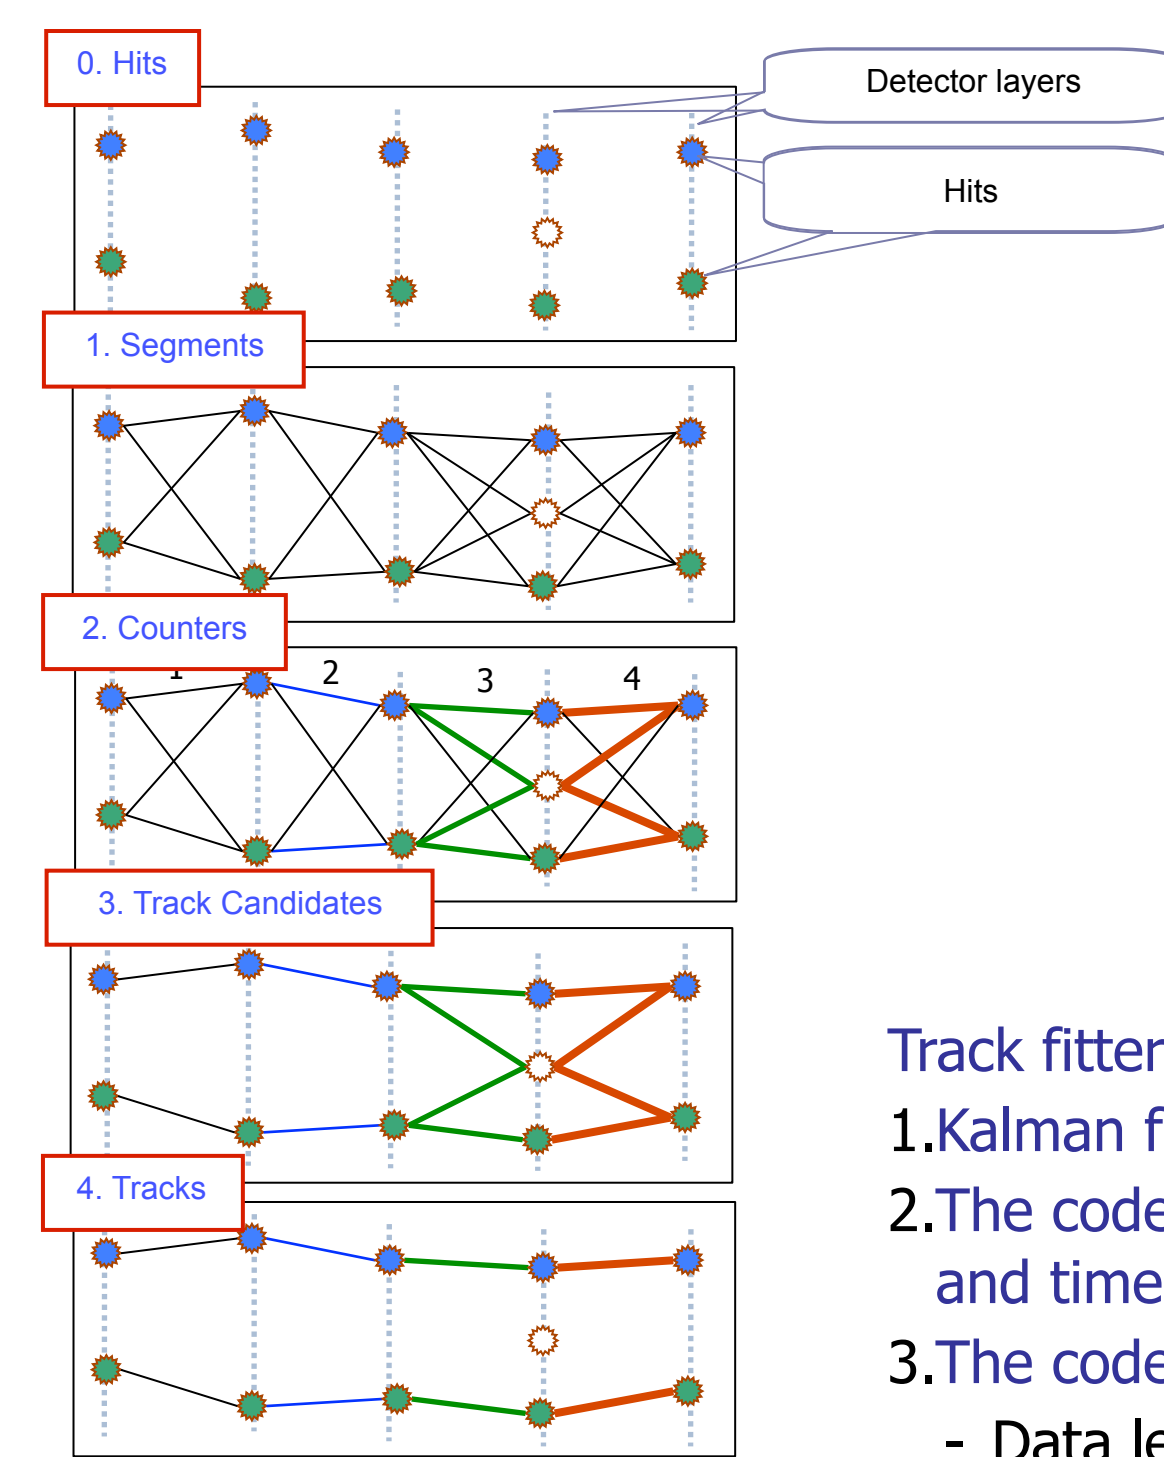 0. Hits
Detector layers
Hits
1. Segments
2. Counters
1 2 3 4
3. Track Candidates
4. Tracks
Track fitter
1.Kalman f
2.The code
and time
3.The code
- Data le